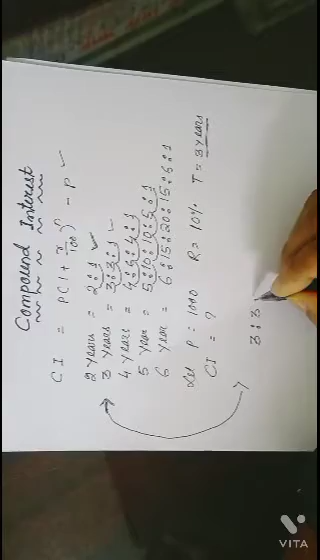 Compound Interest
CI = P(1 + r/100)ⁿ - P ✓
2 years = 2:1 ✓
3 years = 3:3:1 ✓
4 years = 4:6:4:1
5 year = 5:10:10:5:1
6 year = 6:15:20:15:6:1
Let P = 1000 R = 10% T = 3 years
CI = ?
3:3
VITA